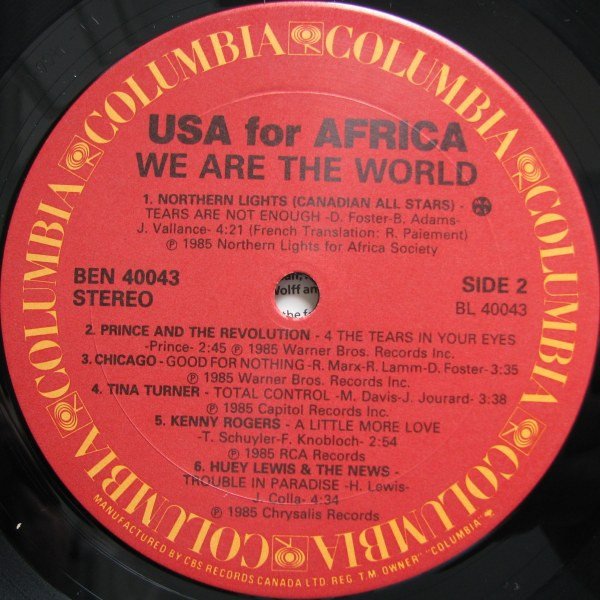 COLUMBIA COLUMBIA COLUMBIA COLUMBIA COLUMBIA COLUMBIA
USA for AFRICA
WE ARE THE WORLD
1. NORTHERN LIGHTS (CANADIAN ALL STARS) -
TEARS ARE NOT ENOUGH -D. Foster-B. Adams-
J. Vallance- 4:21 (French Translation: R. Paiement)
℗ 1985 Northern Lights for Africa Society
BEN 40043
STEREO
SIDE 2
BL 40043
Wolff an
the f
2. PRINCE AND THE REVOLUTION - 4 THE TEARS IN YOUR EYES
-Prince- 2:45 ℗ 1985 Warner Bros. Records Inc.
3. CHICAGO - GOOD FOR NOTHING -R. Marx-R. Lamm-D. Foster- 3:35
℗ 1985 Warner Bros. Records Inc.
4. TINA TURNER - TOTAL CONTROL -M. Davis-J. Jourard- 3:38
℗ 1985 Capitol Records Inc.
5. KENNY ROGERS - A LITTLE MORE LOVE
-T. Schuyler-F. Knobloch- 2:54
℗ 1985 RCA Records
6. HUEY LEWIS & THE NEWS -
TROUBLE IN PARADISE -H. Lewis-
J. Colla- 4:34
℗ 1985 Chrysalis Records
MANUFACTURED BY CBS RECORDS CANADA LTD. REG. T.M. OWNER "COLUMBIA"